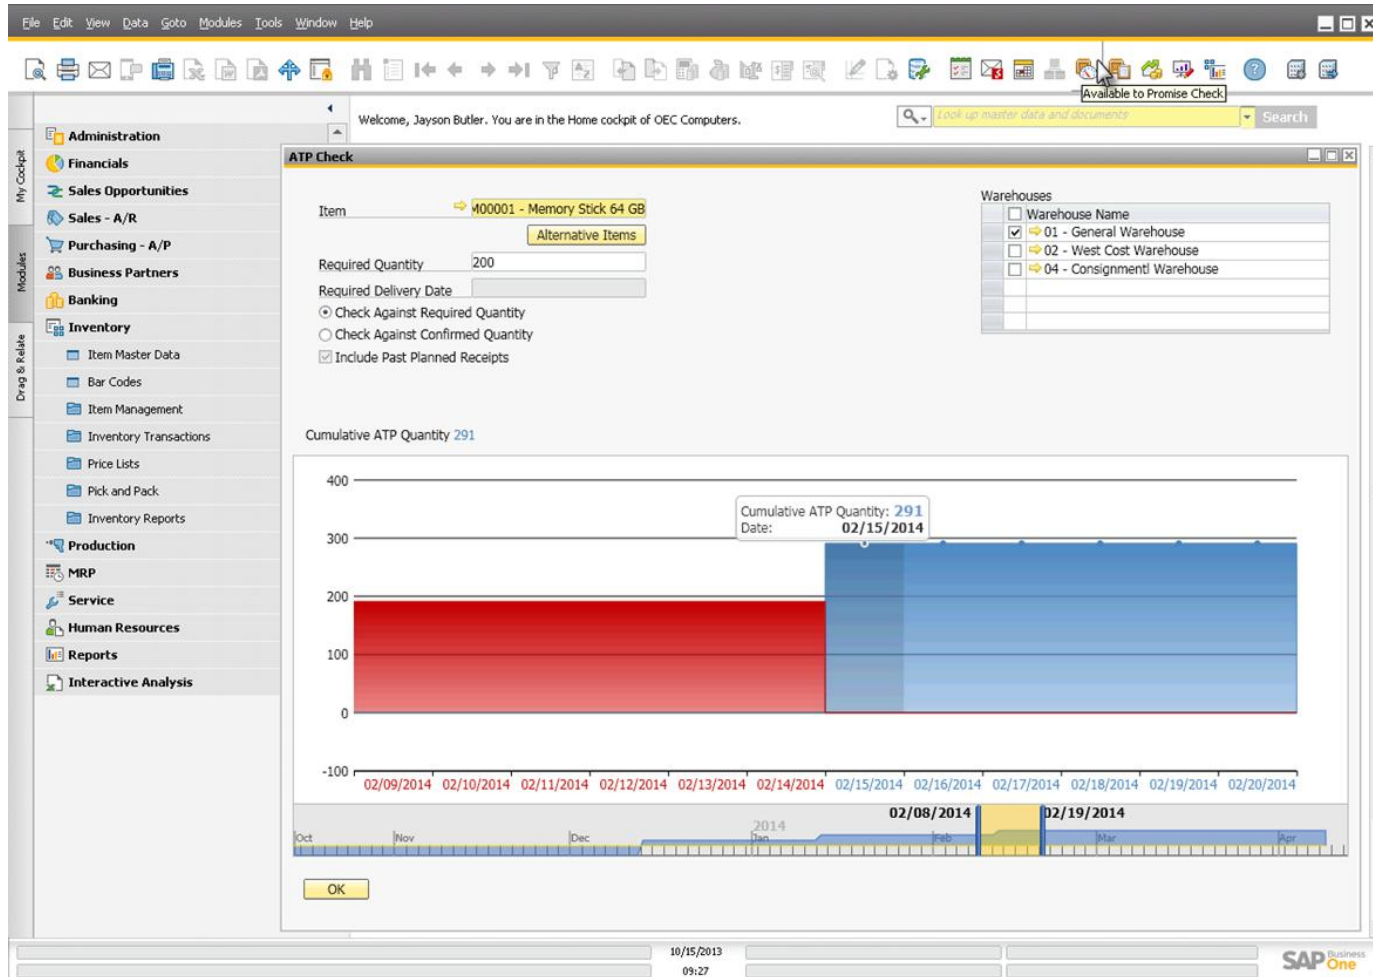 File Edit View Data Goto Modules Tools Window Help
Available to Promise Check
Welcome, Jayson Butler. You are in the Home cockpit of OEC Computers.
Look up master data and documents
Search
My Cockpit
Modules
Drag & Relate
Administration
Financials
Sales Opportunities
Sales - A/R
Purchasing - A/P
Business Partners
Banking
Inventory
Item Master Data
Bar Codes
Item Management
Inventory Transactions
Price Lists
Pick and Pack
Inventory Reports
Production
MRP
Service
Human Resources
Reports
Interactive Analysis
ATP Check
Item
M00001 - Memory Stick 64 GB
Alternative Items
Required Quantity 200
Required Delivery Date
Check Against Required Quantity
Check Against Confirmed Quantity
Include Past Planned Receipts
Warehouses
Warehouse Name
01 - General Warehouse
02 - West Cost Warehouse
04 - Consignmentl Warehouse
Cumulative ATP Quantity 291
400
300
200
100
0
-100
Cumulative ATP Quantity: 291
Date: 02/15/2014
02/09/2014 02/10/2014 02/11/2014 02/12/2014 02/13/2014 02/14/2014 02/15/2014 02/16/2014 02/17/2014 02/18/2014 02/19/2014 02/20/2014
02/08/2014 02/19/2014
2014
Oct Nov Dec Jan Feb Mar Apr
OK
10/15/2013
09:27
SAP Business One